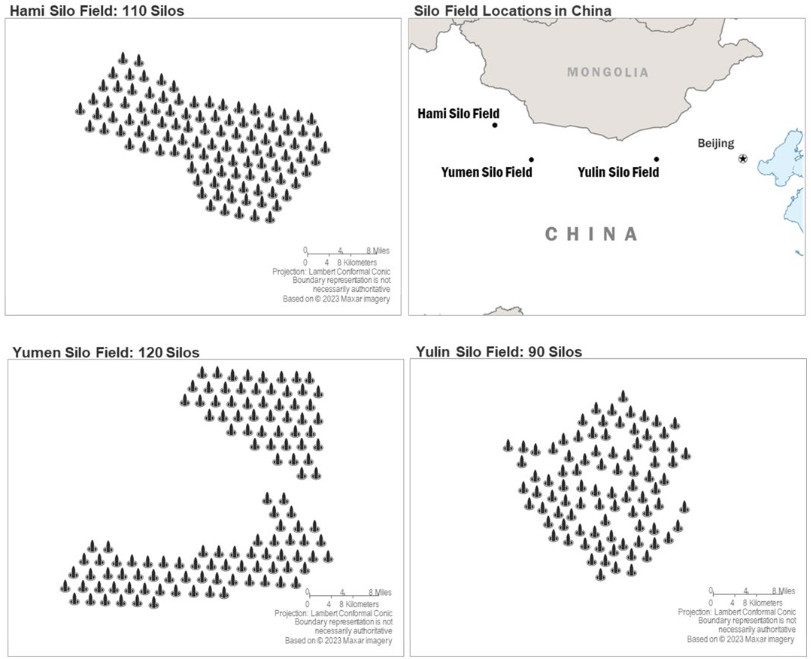 Hami Silo Field: 110 Silos
0 4 8 Miles
0 4 8 Kilometers
Projection: Lambert Conformal Conic
Boundary representation is not
necessarily authoritative
Based on © 2023 Maxar imagery
Silo Field Locations in China
MONGOLIA
Hami Silo Field
Beijing
Yumen Silo Field
Yulin Silo Field
CHINA
Yumen Silo Field: 120 Silos
0 4 8 Miles
0 4 8 Kilometers
Projection: Lambert Conformal Conic
Boundary representation is not
necessarily authoritative
Based on © 2023 Maxar imagery
Yulin Silo Field: 90 Silos
0 4 8 Miles
0 4 8 Kilometers
Projection: Lambert Conformal Conic
Boundary representation is not
necessarily authoritative
Based on © 2023 Maxar imagery